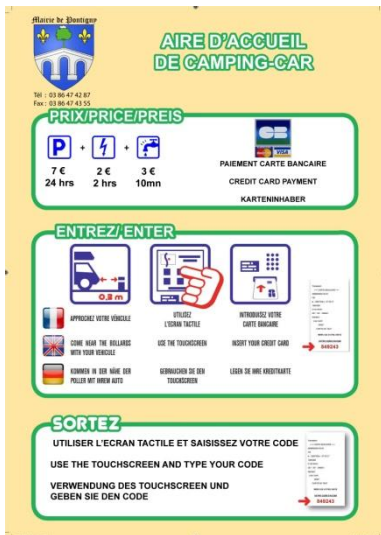 Mairie de Pontigny
AIRE D'ACCUEIL
DE CAMPING-CAR
Tél : 03 86 47 42 87
Fax : 03 86 47 43 55
PRIX/PRICE/PREIS
P + + 
7 € 2 € 3 €
24 hrs 2 hrs 10mn
CB
VISA
PAIEMENT CARTE BANCAIRE
CREDIT CARD PAYMENT
KARTENINHABER
ENTREZ/ENTER
0,3 m
APPROCHEZ VOTRE VÉHICULE
UTILISEZ
L'ECRAN TACTILE
INTRODUISEZ VOTRE
CARTE BANCAIRE
COME NEAR THE BOLLARDS
WITH YOUR VEHICULE
USE THE TOUCHSCREEN
INSERT YOUR CREDIT CARD
849243
KOMMEN IN DER NÄHE DER
POLLER MIT IHREM AUTO
GEBRAUCHEN SIE DEN
TOUCHSCREEN
LEGEN SIE IHRE KREDITKARTE
SORTEZ
UTILISER L'ECRAN TACTILE ET SAISISSEZ VOTRE CODE
USE THE TOUCHSCREEN AND TYPE YOUR CODE
VERWENDUNG DES TOUCHSCREEN UND
GEBEN SIE DEN CODE
849243